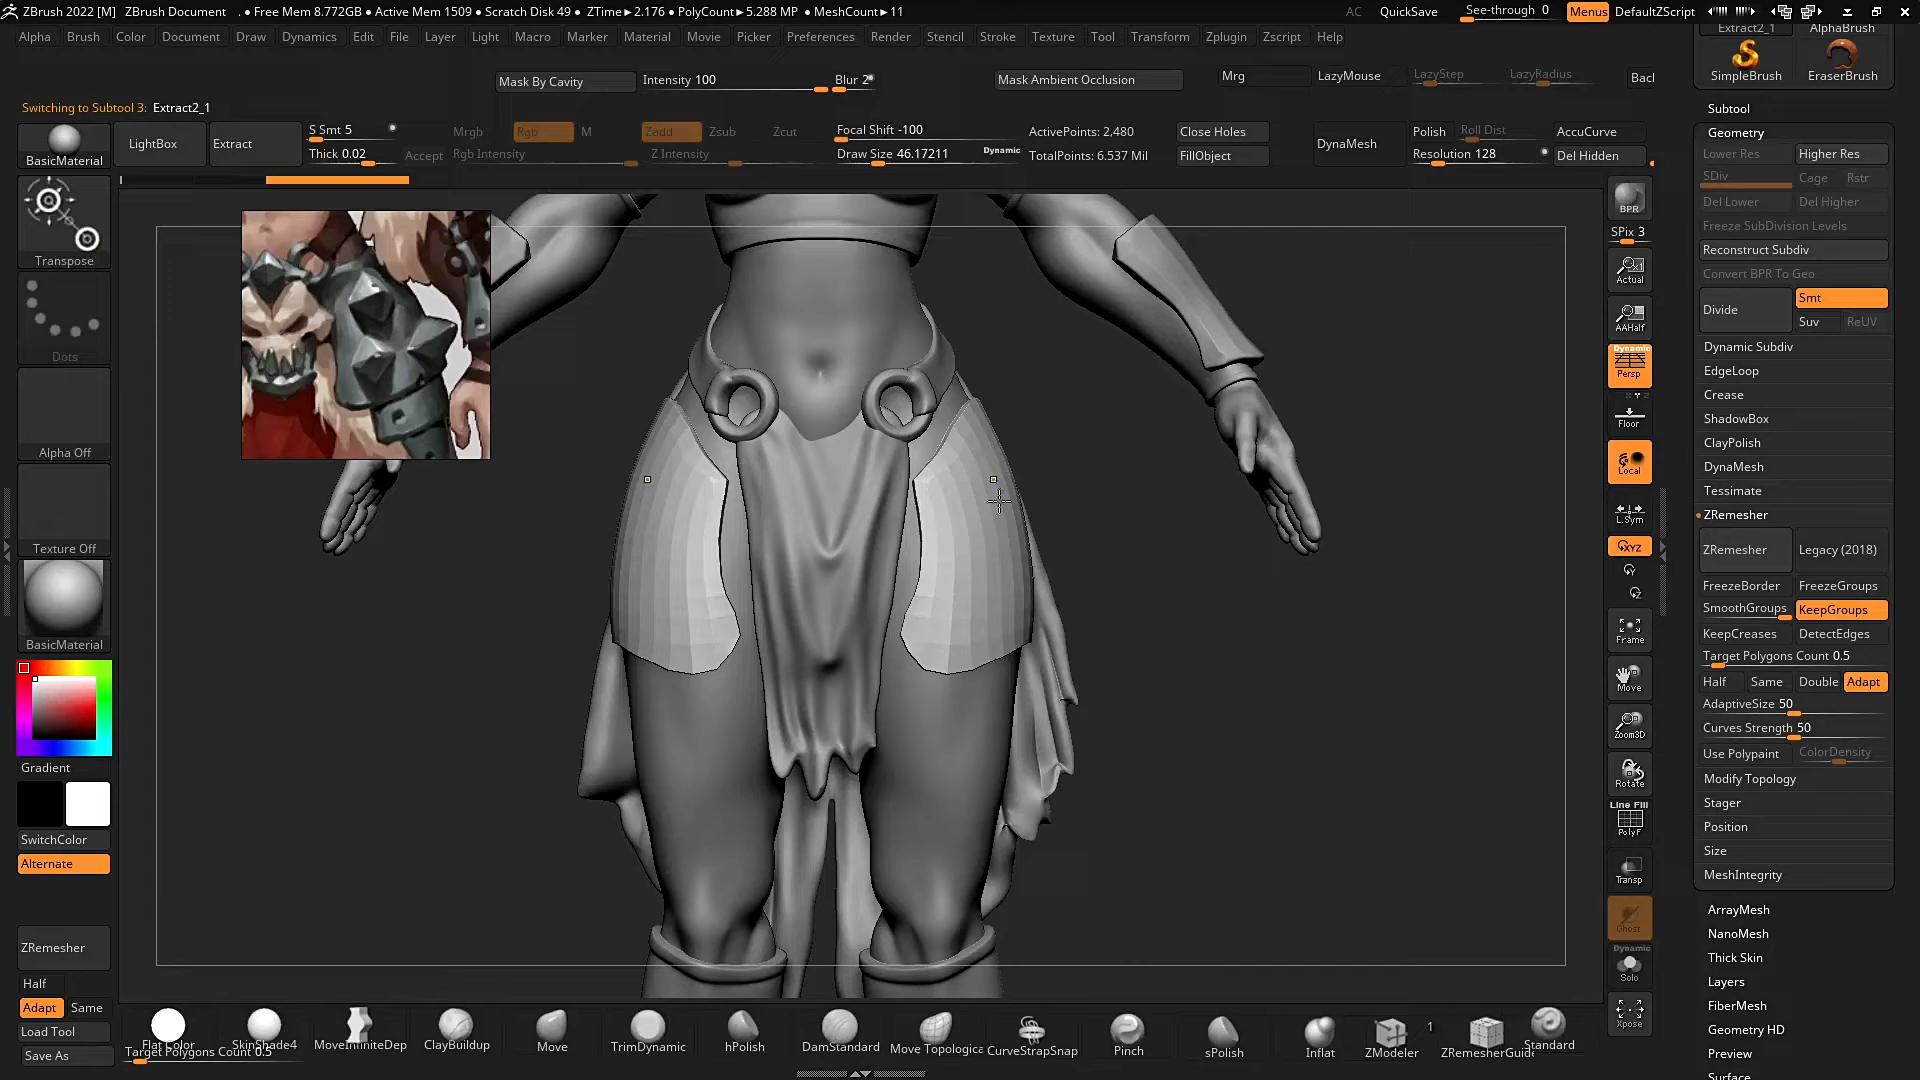 ZBrush 2022 [M] ZBrush Document . • Free Mem 8.772GB • Active Mem 1509 • Scratch Disk 49 • ZTime►2.176 • PolyCount►5.288 MP • MeshCount►11 AC QuickSave See-through 0 Menus DefaultZScript
Alpha Brush Color Document Draw Dynamics Edit File Layer Light Macro Marker Material Movie Picker Preferences Render Stencil Stroke Texture Tool Transform Zplugin Zscript Help
Extract2_1 AlphaBrush
SimpleBrush EraserBrush
Mask By Cavity Intensity 100 Blur 2 Mask Ambient Occlusion Mrg LazyMouse LazyStep LazyRadius Bacl
Switching to Subtool 3: Extract2_1
BasicMaterial LightBox Extract S Smt 5 Thick 0.02 Accept
Mrgb Rgb M Zadd Zsub Zcut
Rgb Intensity Z Intensity
Focal Shift -100
Draw Size 46.17211 Dynamic
ActivePoints: 2,480
TotalPoints: 6.537 Mil
Close Holes
FillObject
DynaMesh Polish Roll Dist
Resolution 128
AccuCurve
Del Hidden
Transpose
Dots
Alpha Off
Texture Off
BasicMaterial
Gradient
SwitchColor
Alternate
ZRemesher
Half
Adapt Same
Load Tool
Save As
BPR
SPix 3
Actual
AAHalf
Dynamic
Persp
Floor
Local
L.Sym
XYZ
Y
Z
Frame
Move
Zoom3D
Rotate
Line Fill
PolyF
Transp
Ghost
Dynamic
Solo
Xpose
Subtool
Geometry
Lower Res Higher Res
SDiv Cage Rstr
Del Lower Del Higher
Freeze SubDivision Levels
Reconstruct Subdiv
Convert BPR To Geo
Divide Smt
Suv ReUV
Dynamic Subdiv
EdgeLoop
Crease
ShadowBox
ClayPolish
DynaMesh
Tessimate
ZRemesher
ZRemesher Legacy (2018)
FreezeBorder FreezeGroups
SmoothGroups KeepGroups
KeepCreases DetectEdges
Target Polygons Count 0.5
Half Same Double Adapt
AdaptiveSize 50
Curves Strength 50
Use Polypaint ColorDensity
Modify Topology
Stager
Position
Size
MeshIntegrity
ArrayMesh
NanoMesh
Thick Skin
Layers
FiberMesh
Geometry HD
Preview
Surface
Flat Color SkinShade4 MoveInfiniteDep ClayBuildup Move TrimDynamic hPolish DamStandard Move Topologica CurveStrapSnap Pinch sPolish Inflat ZModeler 1 ZRemesherGuide Standard
Target Polygons Count 0.5